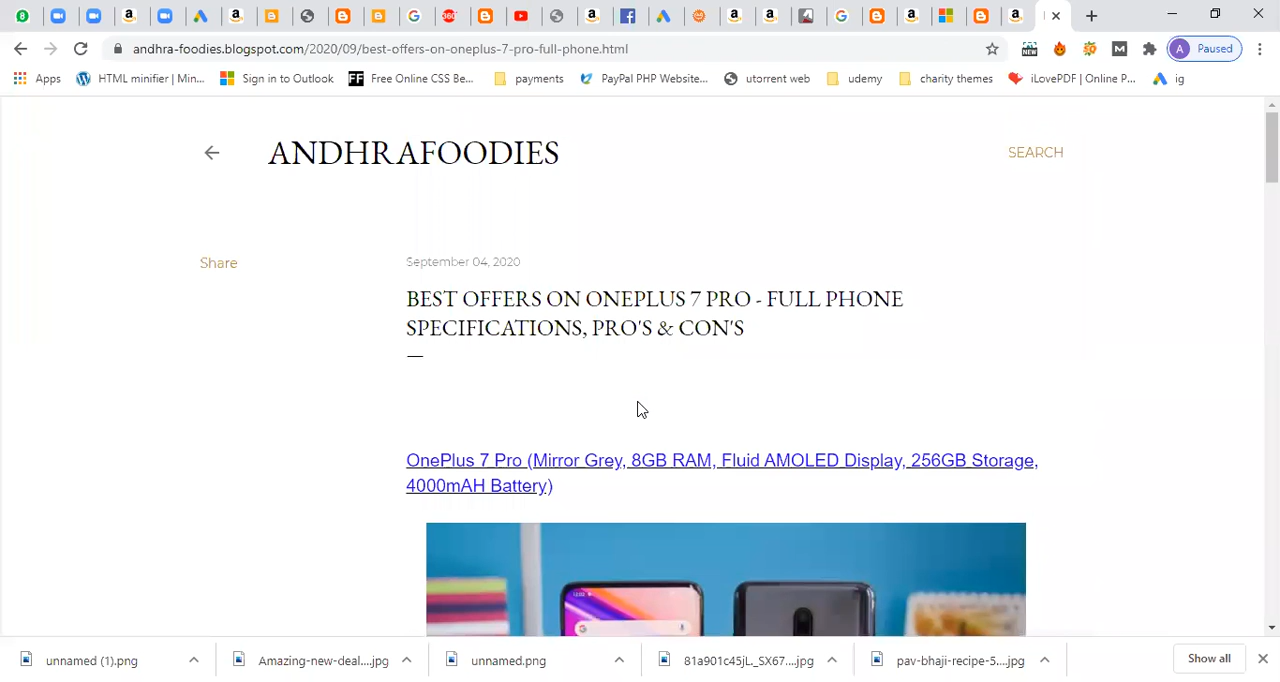 andhra-foodies.blogspot.com/2020/09/best-offers-on-oneplus-7-pro-full-phone.html
NEW
M
A Paused
Apps
HTML minifier | Min...
Sign in to Outlook
FF Free Online CSS Be...
payments
PayPal PHP Website...
utorrent web
udemy
charity themes
iLovePDF | Online P...
ig
ANDHRAFOODIES
SEARCH
Share
September 04, 2020
BEST OFFERS ON ONEPLUS 7 PRO - FULL PHONE
SPECIFICATIONS, PRO'S & CON'S
OnePlus 7 Pro (Mirror Grey, 8GB RAM, Fluid AMOLED Display, 256GB Storage,
4000mAH Battery)
unnamed (1).png
Amazing-new-deal....jpg
unnamed.png
81a901c45jL._SX67....jpg
pav-bhaji-recipe-5....jpg
Show all